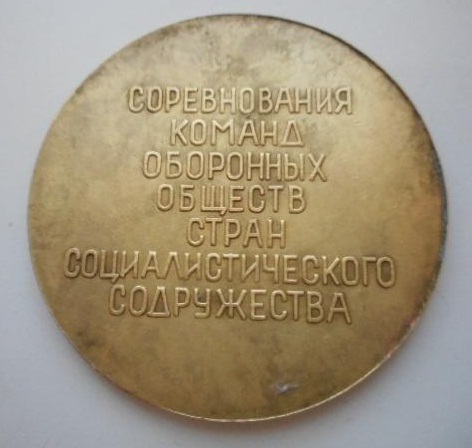 СОРЕВНОВАНИЯ
КОМАНД
ОБОРОННЫХ
ОБЩЕСТВ
СТРАН
СОЦИАЛИСТИЧЕСКОГО
СОДРУЖЕСТВА